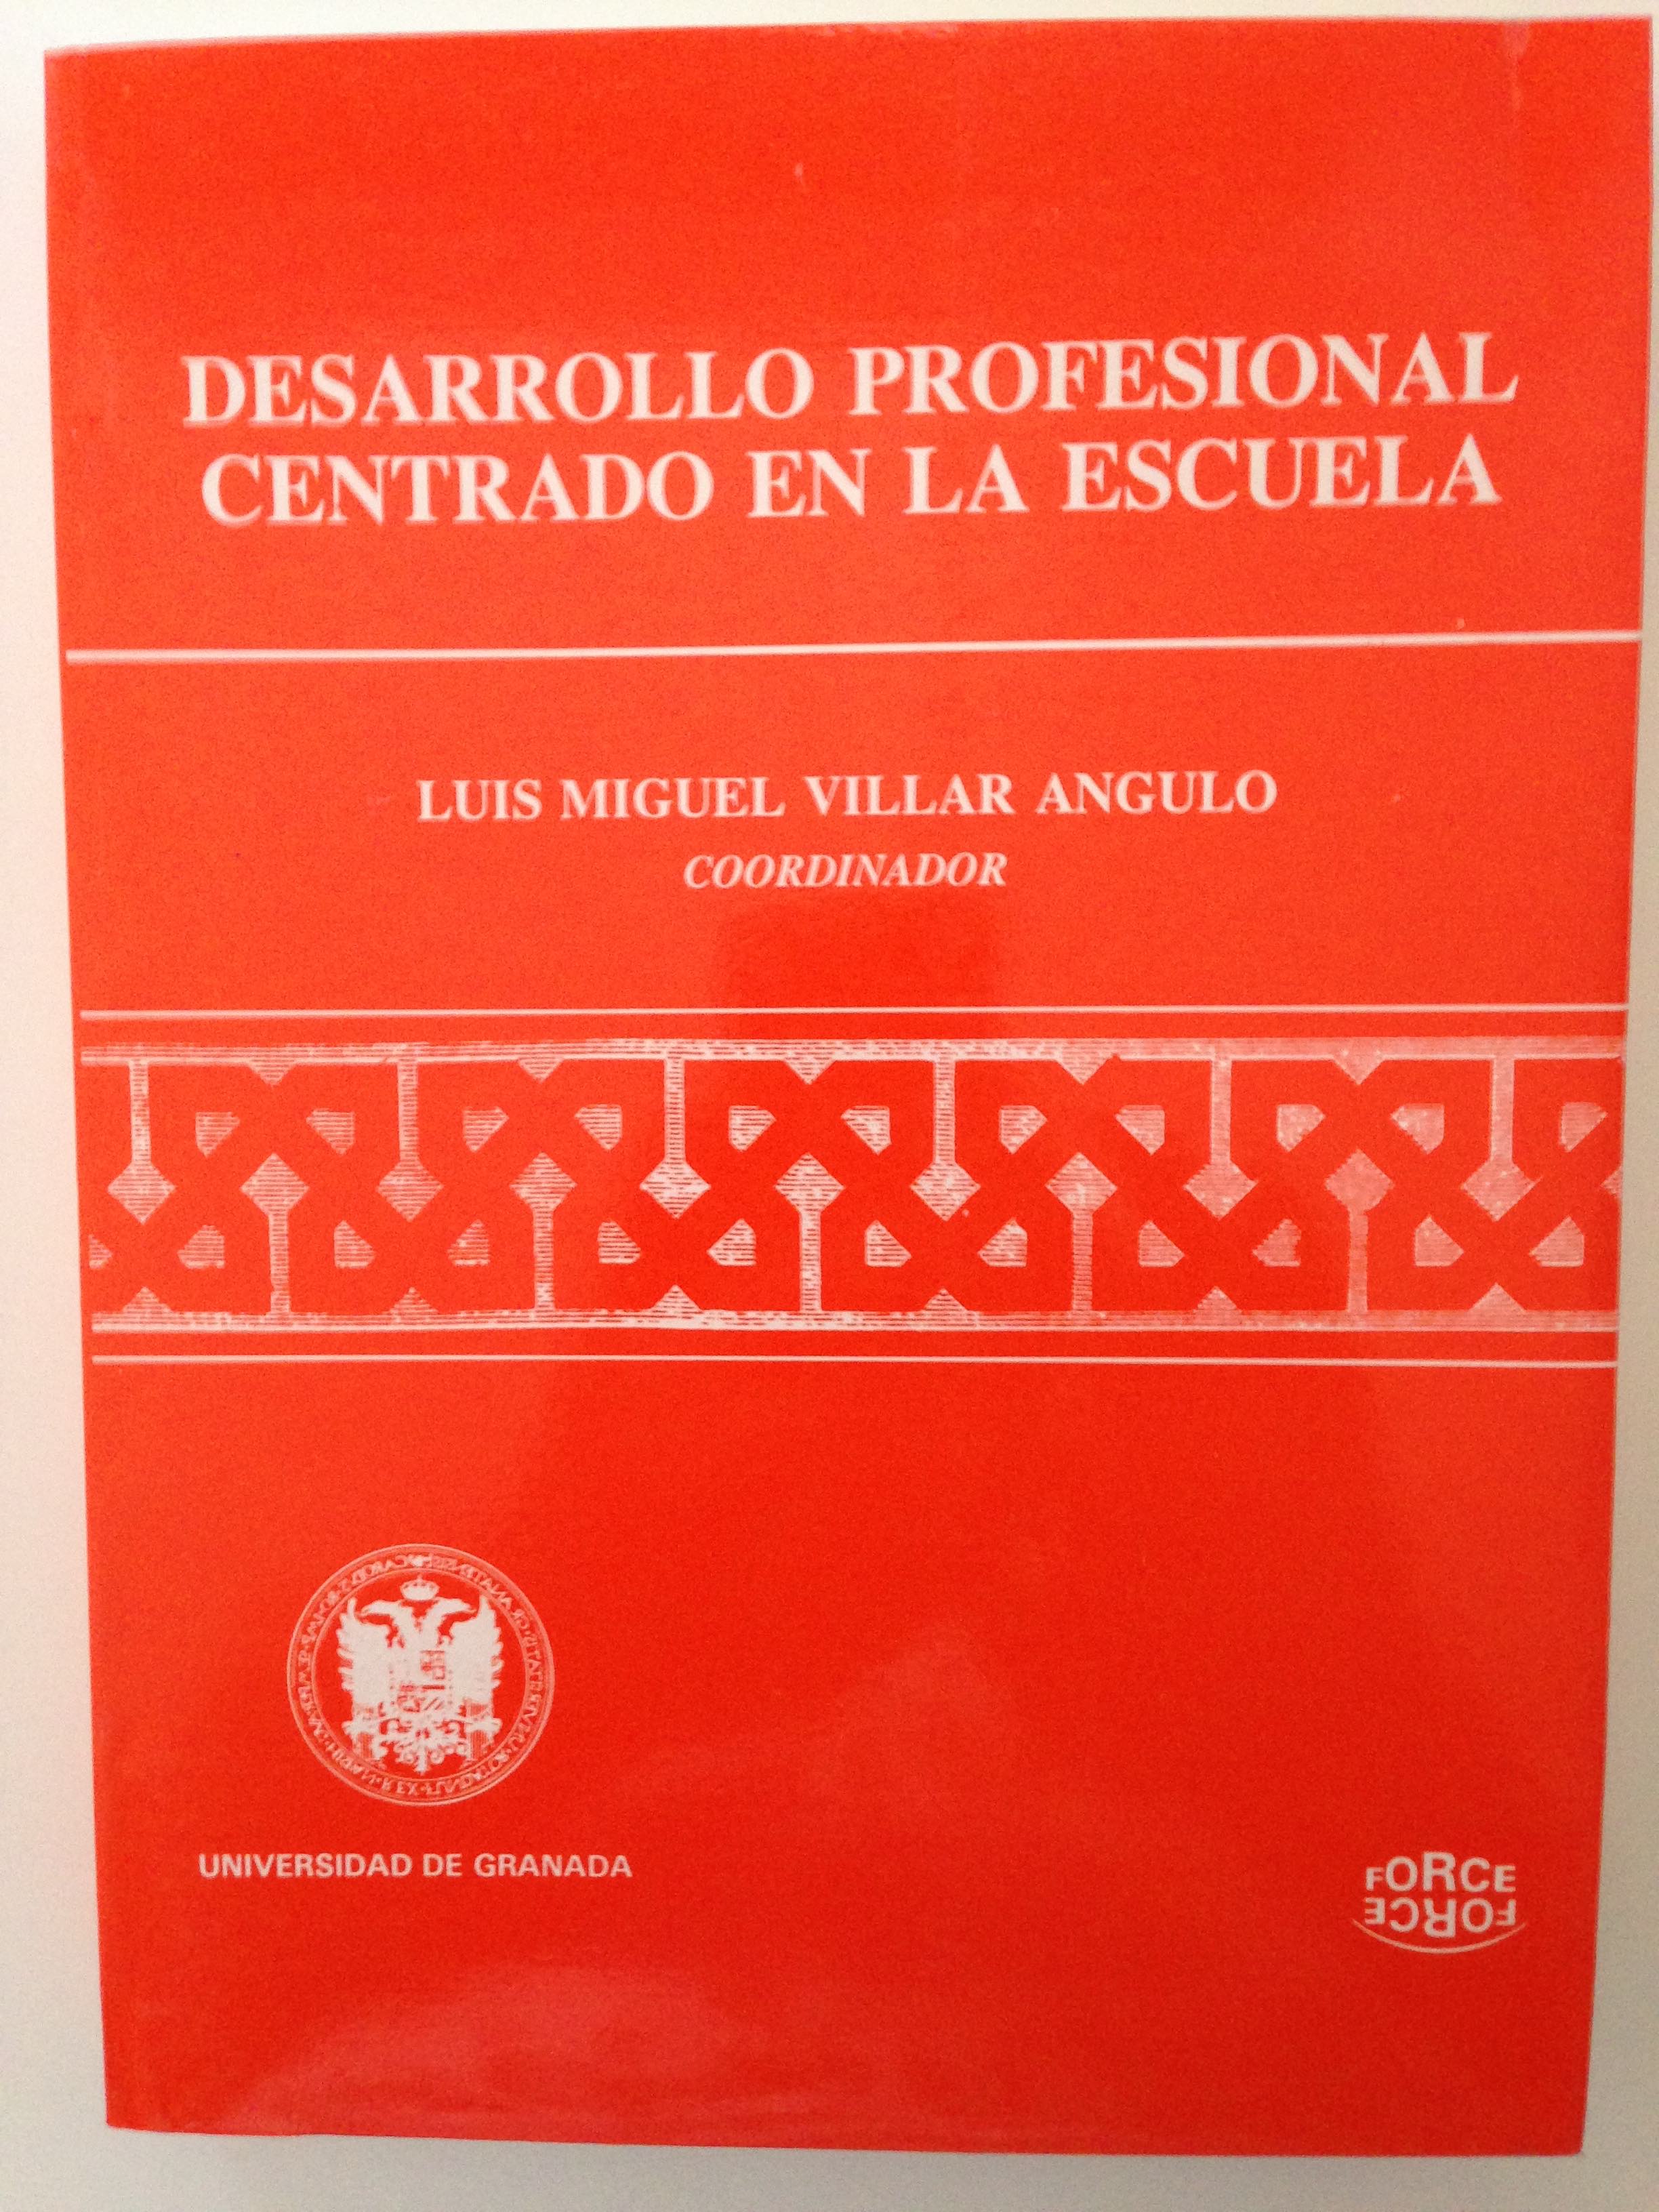 DESARROLLO PROFESIONAL
CENTRADO EN LA ESCUELA
LUIS MIGUEL VILLAR ANGULO
COORDINADOR
UNIVERSIDAD DE GRANADA
FORCE
FORCE